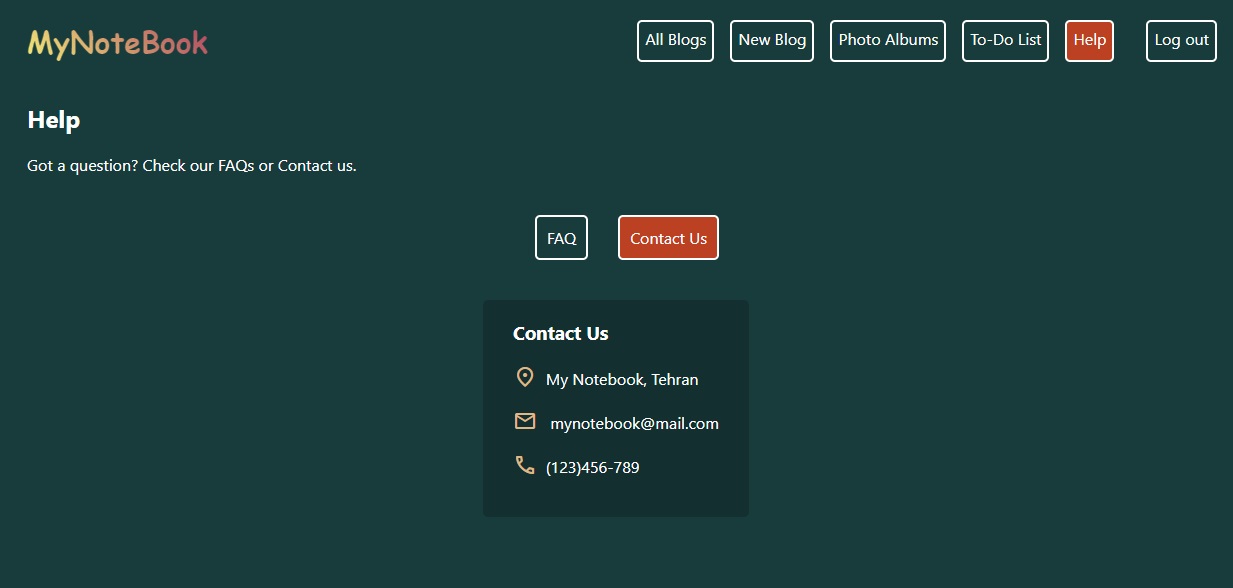 MyNoteBook
All Blogs New Blog Photo Albums To-Do List Help Log out
Help
Got a question? Check our FAQs or Contact us.
FAQ Contact Us
Contact Us
My Notebook, Tehran
mynotebook@mail.com
(123)456-789